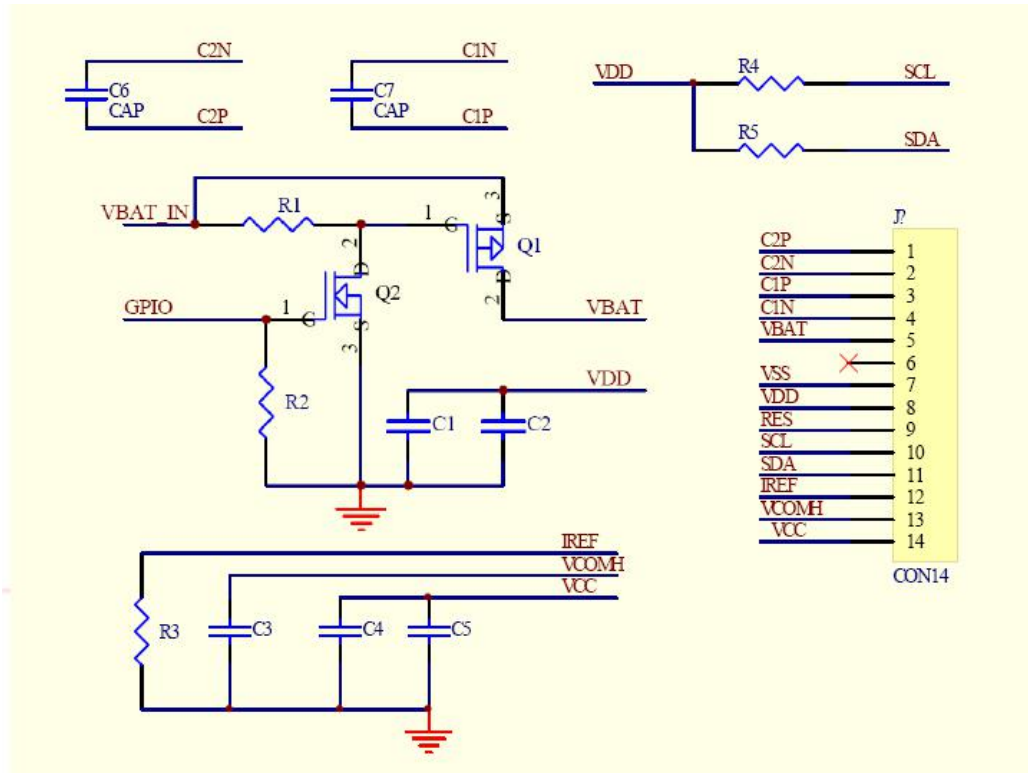 C2N
C6
CAP
C2P
C1N
C7
CAP
C1P
VDD
R4
SCL
R5
SDA
VBAT_IN
R1
1
G
3
S
Q1
D
2
VBAT
2
D
Q2
GPIO
1
G
S
3
R2
VDD
C1
C2
J?
C2P 1
C2N 2
C1P 3
C1N 4
VBAT 5
6
VSS 7
VDD 8
RES 9
SCL 10
SDA 11
IREF 12
VCOMH 13
VCC 14
CON14
IREF
VCOMH
VCC
R3
C3
C4
C5